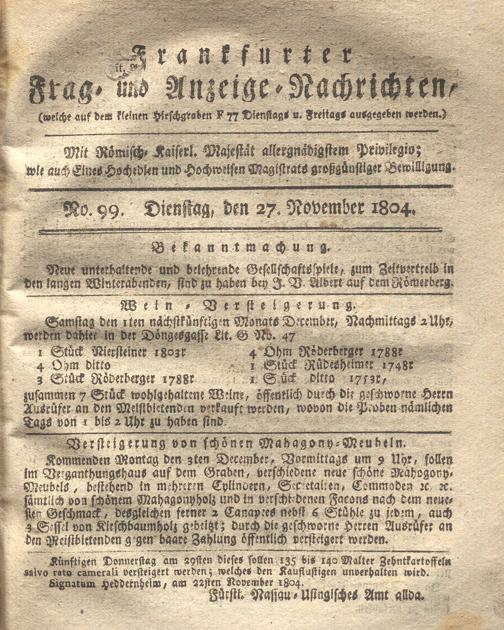 Frankfurter
Frag- und Anzeige-Nachrichten,
(welche auf dem kleinen Hirschgraben F 77 Dienstags u. Freitags ausgegeben werden.)
Mit Römisch-Kaiserl. Majestät allergnädigstem Privilegio;
wie auch Eines Hochedlen und Hochweisen Magistrats großgünstiger Bewilligung.
No. 99. Dienstag, den 27. November 1804.
Bekanntmachung.
Neue unterhaltende und belehrende Gesellschaftsspiele, zum Zeitvertreib in
den langen Winterabenden, sind zu haben bey J. V. Albert auf dem Römerberg.
Wein-Versteigerung.
Samstag den 1ten nächstkünftigen Monats December, Nachmittags 2 Uhr,
werden dahier in der Döngesgasse Lit. G No. 47
1 Stück Niersteiner 1803r 4 Ohm Röderberger 1788r
4 Ohm ditto 1 Stück Rüdesheimer 1748r
3 Stück Röderberger 1788r 1 Stück ditto
zusammen 7 Stück wohlgehaltene Weine, öffentlich durch die geschworne Herrn
Ausrüfer an den Meistbietenden verkauft werden, wovon die Proben nämlichen
Tags von 1 bis 2 Uhr zu haben sind.
Versteigerung von schönen Mahagony-Meubeln.
Kommenden Montag den 3ten December, Vormittags um 9 Uhr, sollen
im Verganthungshaus auf dem Graben, verschiedene neue schöne Mahogony-
Meubels, bestehend in mehreren Cylindern, Secretairen, Commoden ꝛc. ꝛc.
sämtlich von schönem Mahagonyholz und in verschiedenen Facons nach dem neue-
sten Geschmack, desgleichen ferner 2 Canapees nebst 6 Stühle zu jedem, auch
3 Sessel von Kirschbaumholz gebeitzt; durch die geschworne Herren Ausrüfer an
den Meistbietenden gegen baare Zahlung öffentlich versteigert werden.
Künftigen Donnerstag am 29sten dieses sollen 135 bis 140 Malter Zehntkartoffeln
salvo rato camerali versteigert werden; welches den Kauflustigen unverhalten wird.
Signatum Heddernheim, am 22sten November 1804.
Fürstl. Nassau-Usingisches Amt allda.